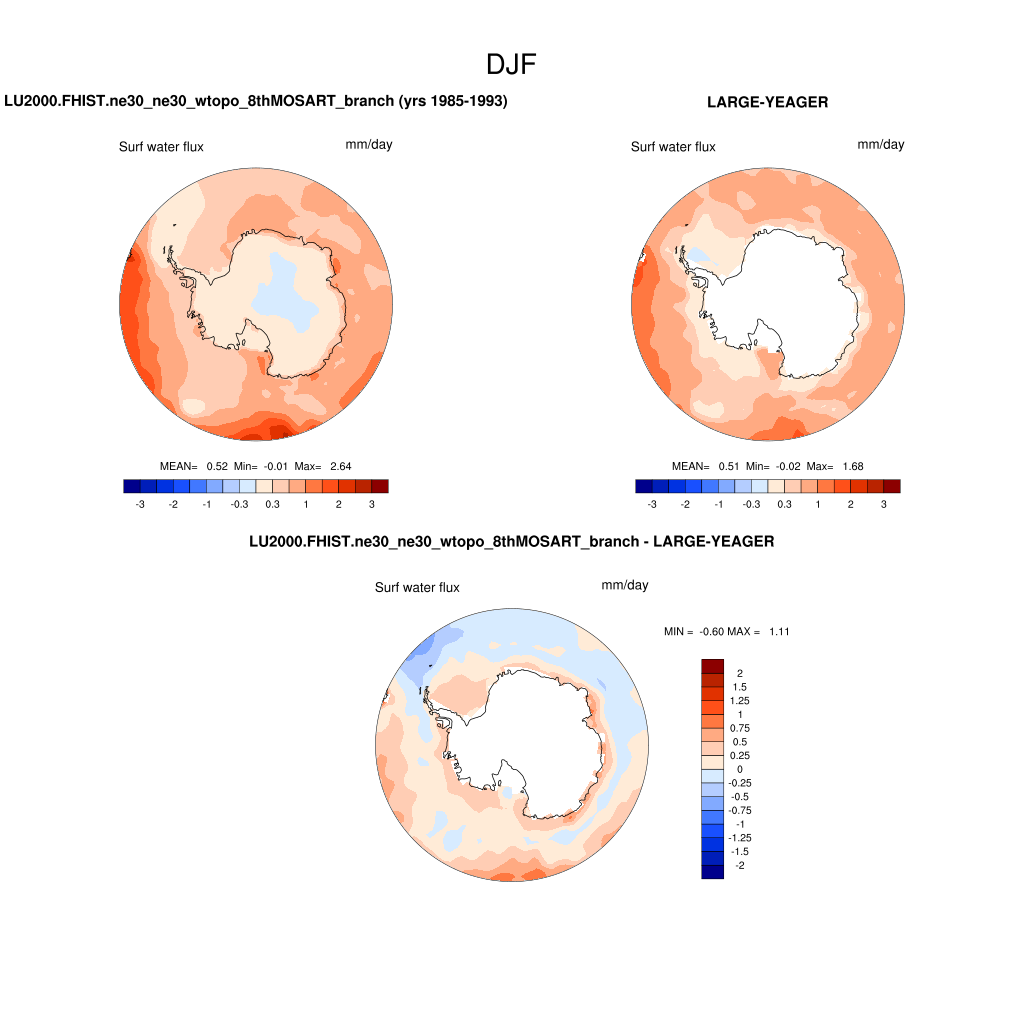 DJF
LU2000.FHIST.ne30_ne30_wtopo_8thMOSART_branch (yrs 1985-1993)
LARGE-YEAGER
Surf water flux mm/day
Surf water flux mm/day
MEAN= 0.52 Min= -0.01 Max= 2.64
MEAN= 0.51 Min= -0.02 Max= 1.68
-3 -2 -1 -0.3 0.3 1 2 3
-3 -2 -1 -0.3 0.3 1 2 3
LU2000.FHIST.ne30_ne30_wtopo_8thMOSART_branch - LARGE-YEAGER
Surf water flux mm/day
MIN = -0.60 MAX = 1.11
2
1.5
1.25
1
0.75
0.5
0.25
0
-0.25
-0.5
-0.75
-1
-1.25
-1.5
-2